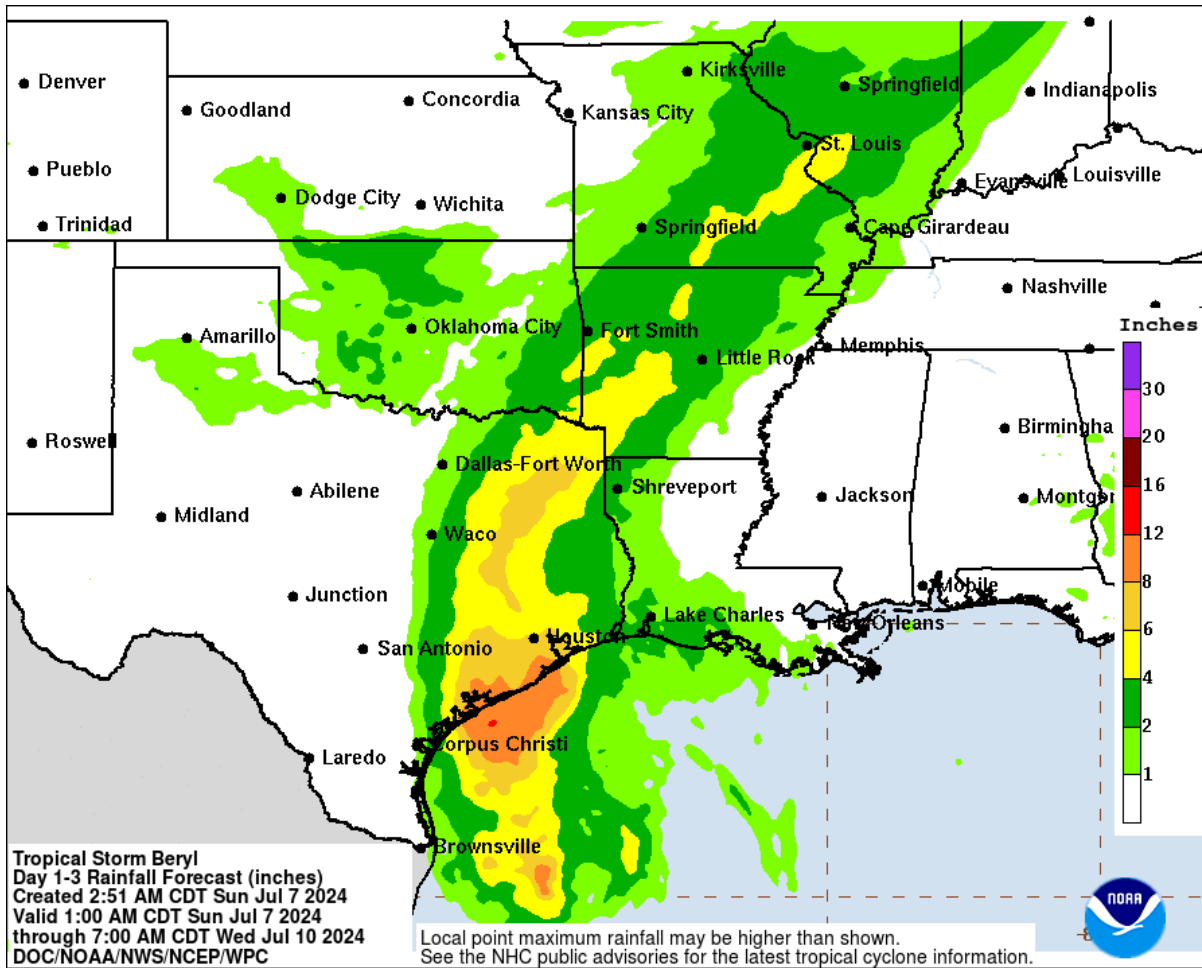 Denver
Goodland
Concordia
Kansas City
Kirksville
Springfield
Indianapolis
Pueblo
Dodge City
Wichita
St. Louis
Evansville
Louisville
Trinidad
Springfield
Cape Girardeau
Amarillo
Oklahoma City
Fort Smith
Little Rock
Memphis
Nashville
Roswell
Abilene
Dallas-Fort Worth
Shreveport
Jackson
Birmingha
Montgor
Midland
Waco
Junction
San Antonio
Houston
Lake Charles
New Orleans
Mobile
Laredo
Corpus Christi
Brownsville
Inches
30
20
16
12
8
6
4
2
1
Tropical Storm Beryl
Day 1-3 Rainfall Forecast (inches)
Created 2:51 AM CDT Sun Jul 7 2024
Valid 1:00 AM CDT Sun Jul 7 2024
through 7:00 AM CDT Wed Jul 10 2024
DOC/NOAA/NWS/NCEP/WPC
Local point maximum rainfall may be higher than shown.
See the NHC public advisories for the latest tropical cyclone information.
NOAA